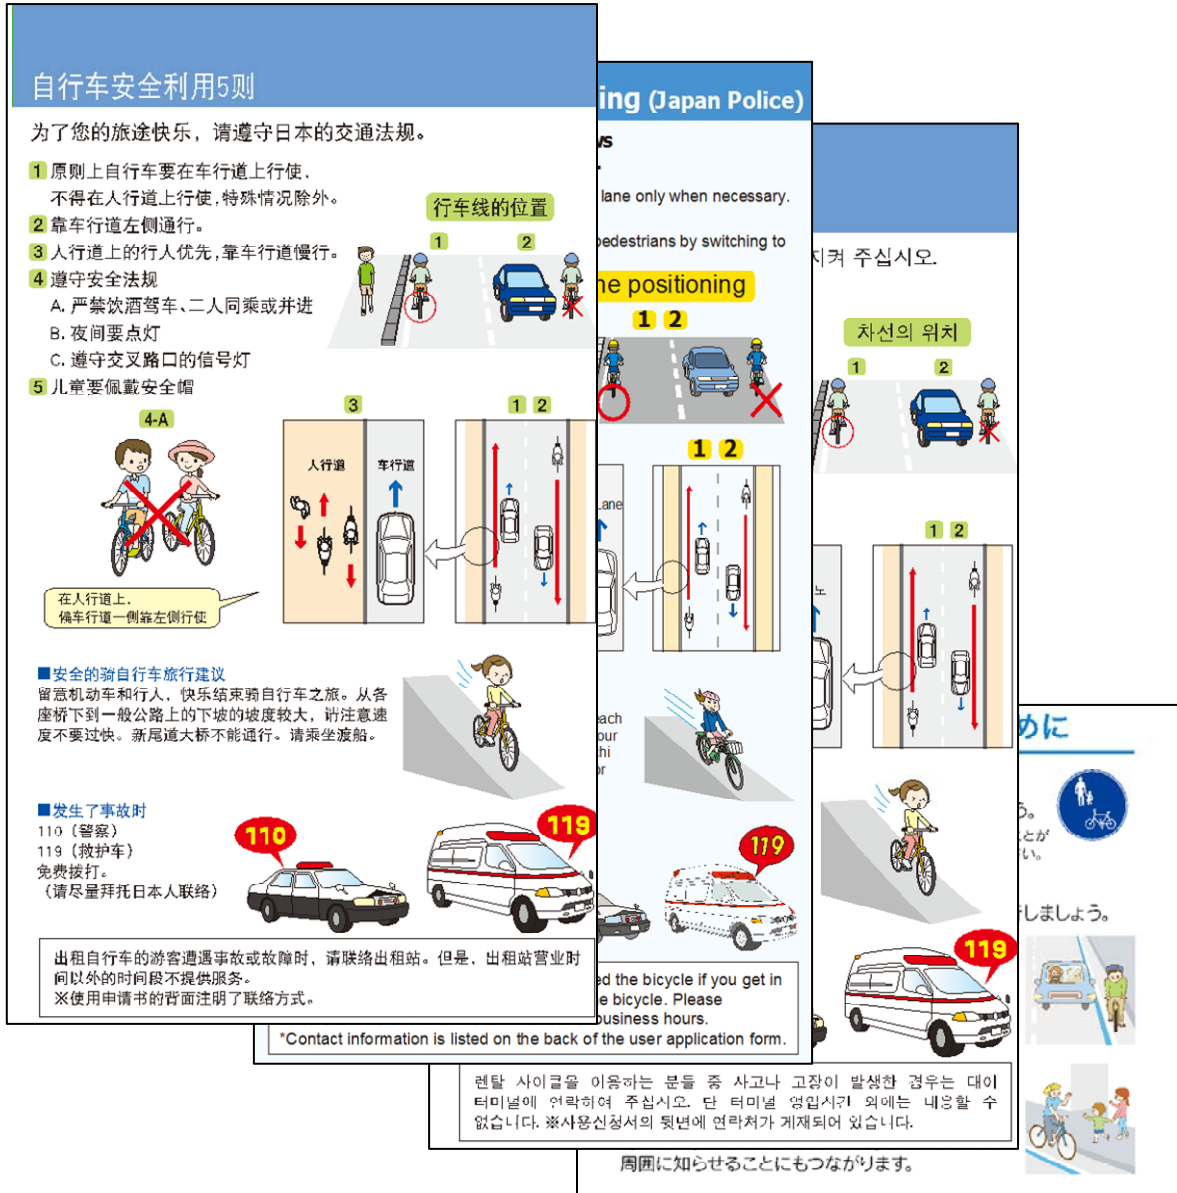 自行车安全利用5则
为了您的旅途快乐，请遵守日本的交通法规。
1 原则上自行车要在车行道上行使，
不得在人行道上行使，特殊情况除外。
2 靠车行道左侧通行。
3 人行道上的行人优先，靠车行道慢行。
4 遵守安全法规
A. 严禁饮酒驾车、二人同乘或并进
B. 夜间要点灯
C. 遵守交叉路口的信号灯
5 儿童要佩戴安全帽
行车线的位置
1 2
4-A
3
1 2
人行道 车行道
在人行道上，
偏车行道一侧靠左侧行使
■安全的骑自行车旅行建议
留意机动车和行人，快乐结束骑自行车之旅。从各
座桥下到一般公路上的下坡的坡度较大，请注意速
度不要过快。新尾道大桥不能通行。请乘坐渡船。
■发生了事故时
110（警察）
119（救护车）
免费拨打。
（请尽量拜托日本人联络）
110
119
出租自行车的游客遭遇事故或故障时，请联络出租站。但是，出租站营业时
间以外的时间段不提供服务。
※使用申请书的背面注明了联络方式。
ing (Japan Police)
ws
lane only when necessary.
pedestrians by switching to
ne positioning
1 2
1 2
Lane
each
our
chi
or
119
ed the bicycle if you get in
e bicycle. Please
business hours.
*Contact information is listed on the back of the user application form.
지켜 주십시오.
차선의 위치
1 2
1 2
노
119
렌탈 사이클을 이용하는 분들 중 사고나 고장이 발생한 경우는 대여
터미널에 연락하여 주십시오. 단 터미널 영업시간 외에는 대응할 수
없습니다. ※사용신청서의 뒷면에 연락처가 게재되어 있습니다.
めに
う。
ことが
さい。
しましょう。
周囲に知らせることにもつながります。